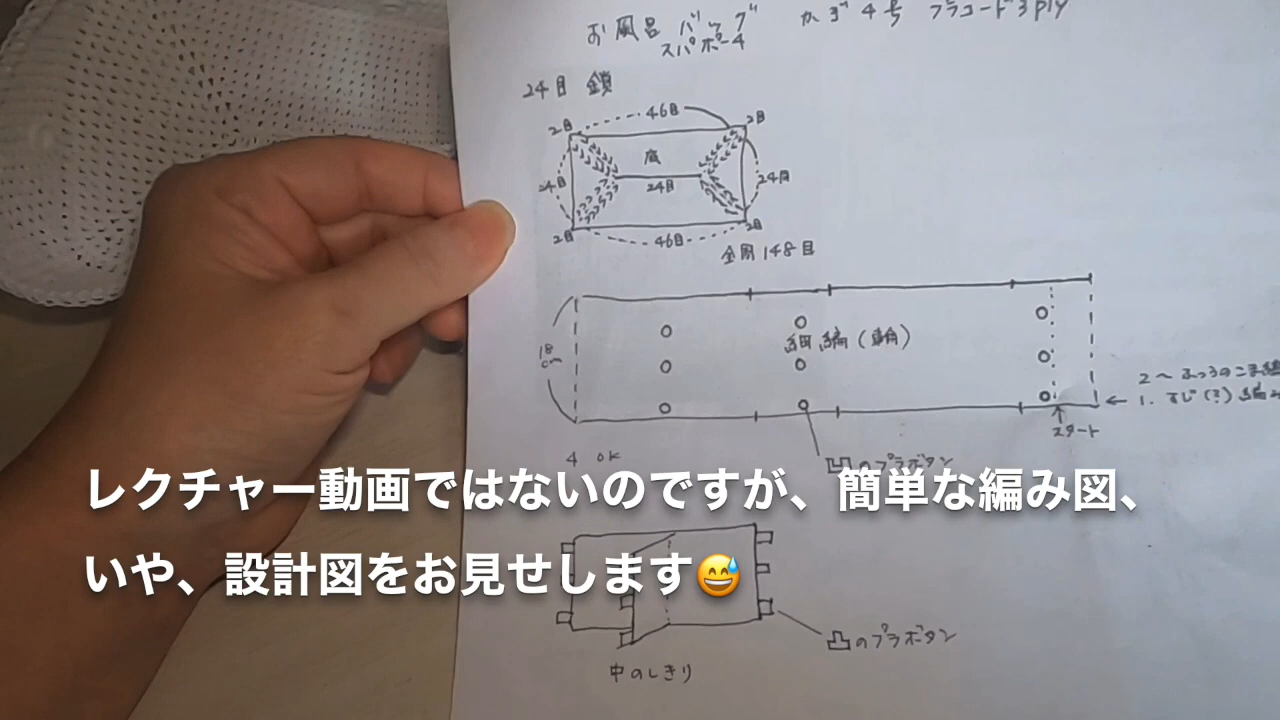 お風呂バッグ かぎ4号 プラコード3ply
スパボー4
24目 鎖
2目 46目 2目
底
24目 24目 24目
2目 46目 2目
全周148目
18cm
細編(輪)
2〜ふつうのこま編
1. すじ(?)編み
スタート
4 OK
凸のプラボタン
レクチャー動画ではないのですが、簡単な編み図、
いや、設計図をお見せします😅
凸のプラボタン
中のしきり